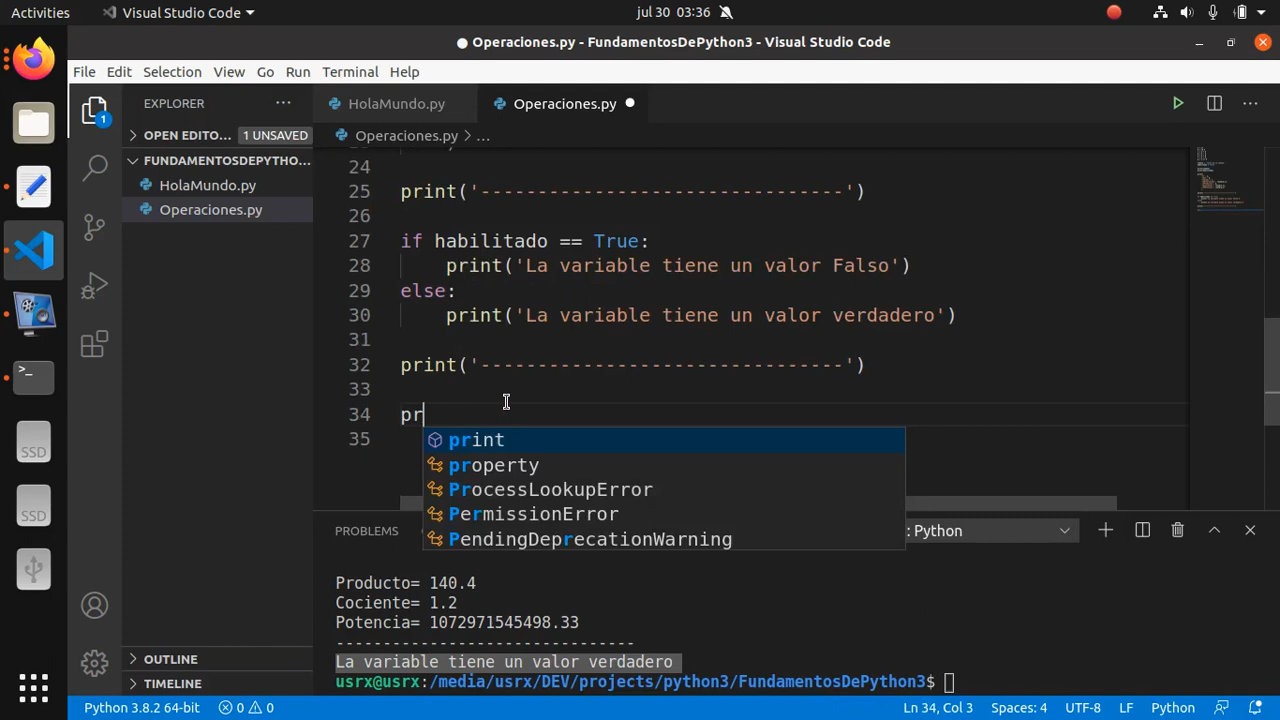 Activities
Visual Studio Code
jul 30 03:36
Operaciones.py - FundamentosDePython3 - Visual Studio Code
File Edit Selection View Go Run Terminal Help
EXPLORER
HolaMundo.py
Operaciones.py
OPEN EDITO... 1 UNSAVED
Operaciones.py > ...
FUNDAMENTOSDEPYTHO...
HolaMundo.py
Operaciones.py
1
24
25 print('--------------------------------')
26
27 if habilitado == True:
28 print('La variable tiene un valor Falso')
29 else:
30 print('La variable tiene un valor verdadero')
31
32 print('--------------------------------')
33
34 pr
35
print
property
ProcessLookupError
PermissionError
PendingDeprecationWarning
PROBLEMS
: Python
Producto= 140.4
Cociente= 1.2
Potencia= 1072971545498.33
--------------------------------
La variable tiene un valor verdadero
usrx@usrx:/media/usrx/DEV/projects/python3/FundamentosDePython3$
OUTLINE
TIMELINE
SSD
SSD
Python 3.8.2 64-bit
0 0
Ln 34, Col 3
Spaces: 4
UTF-8
LF
Python